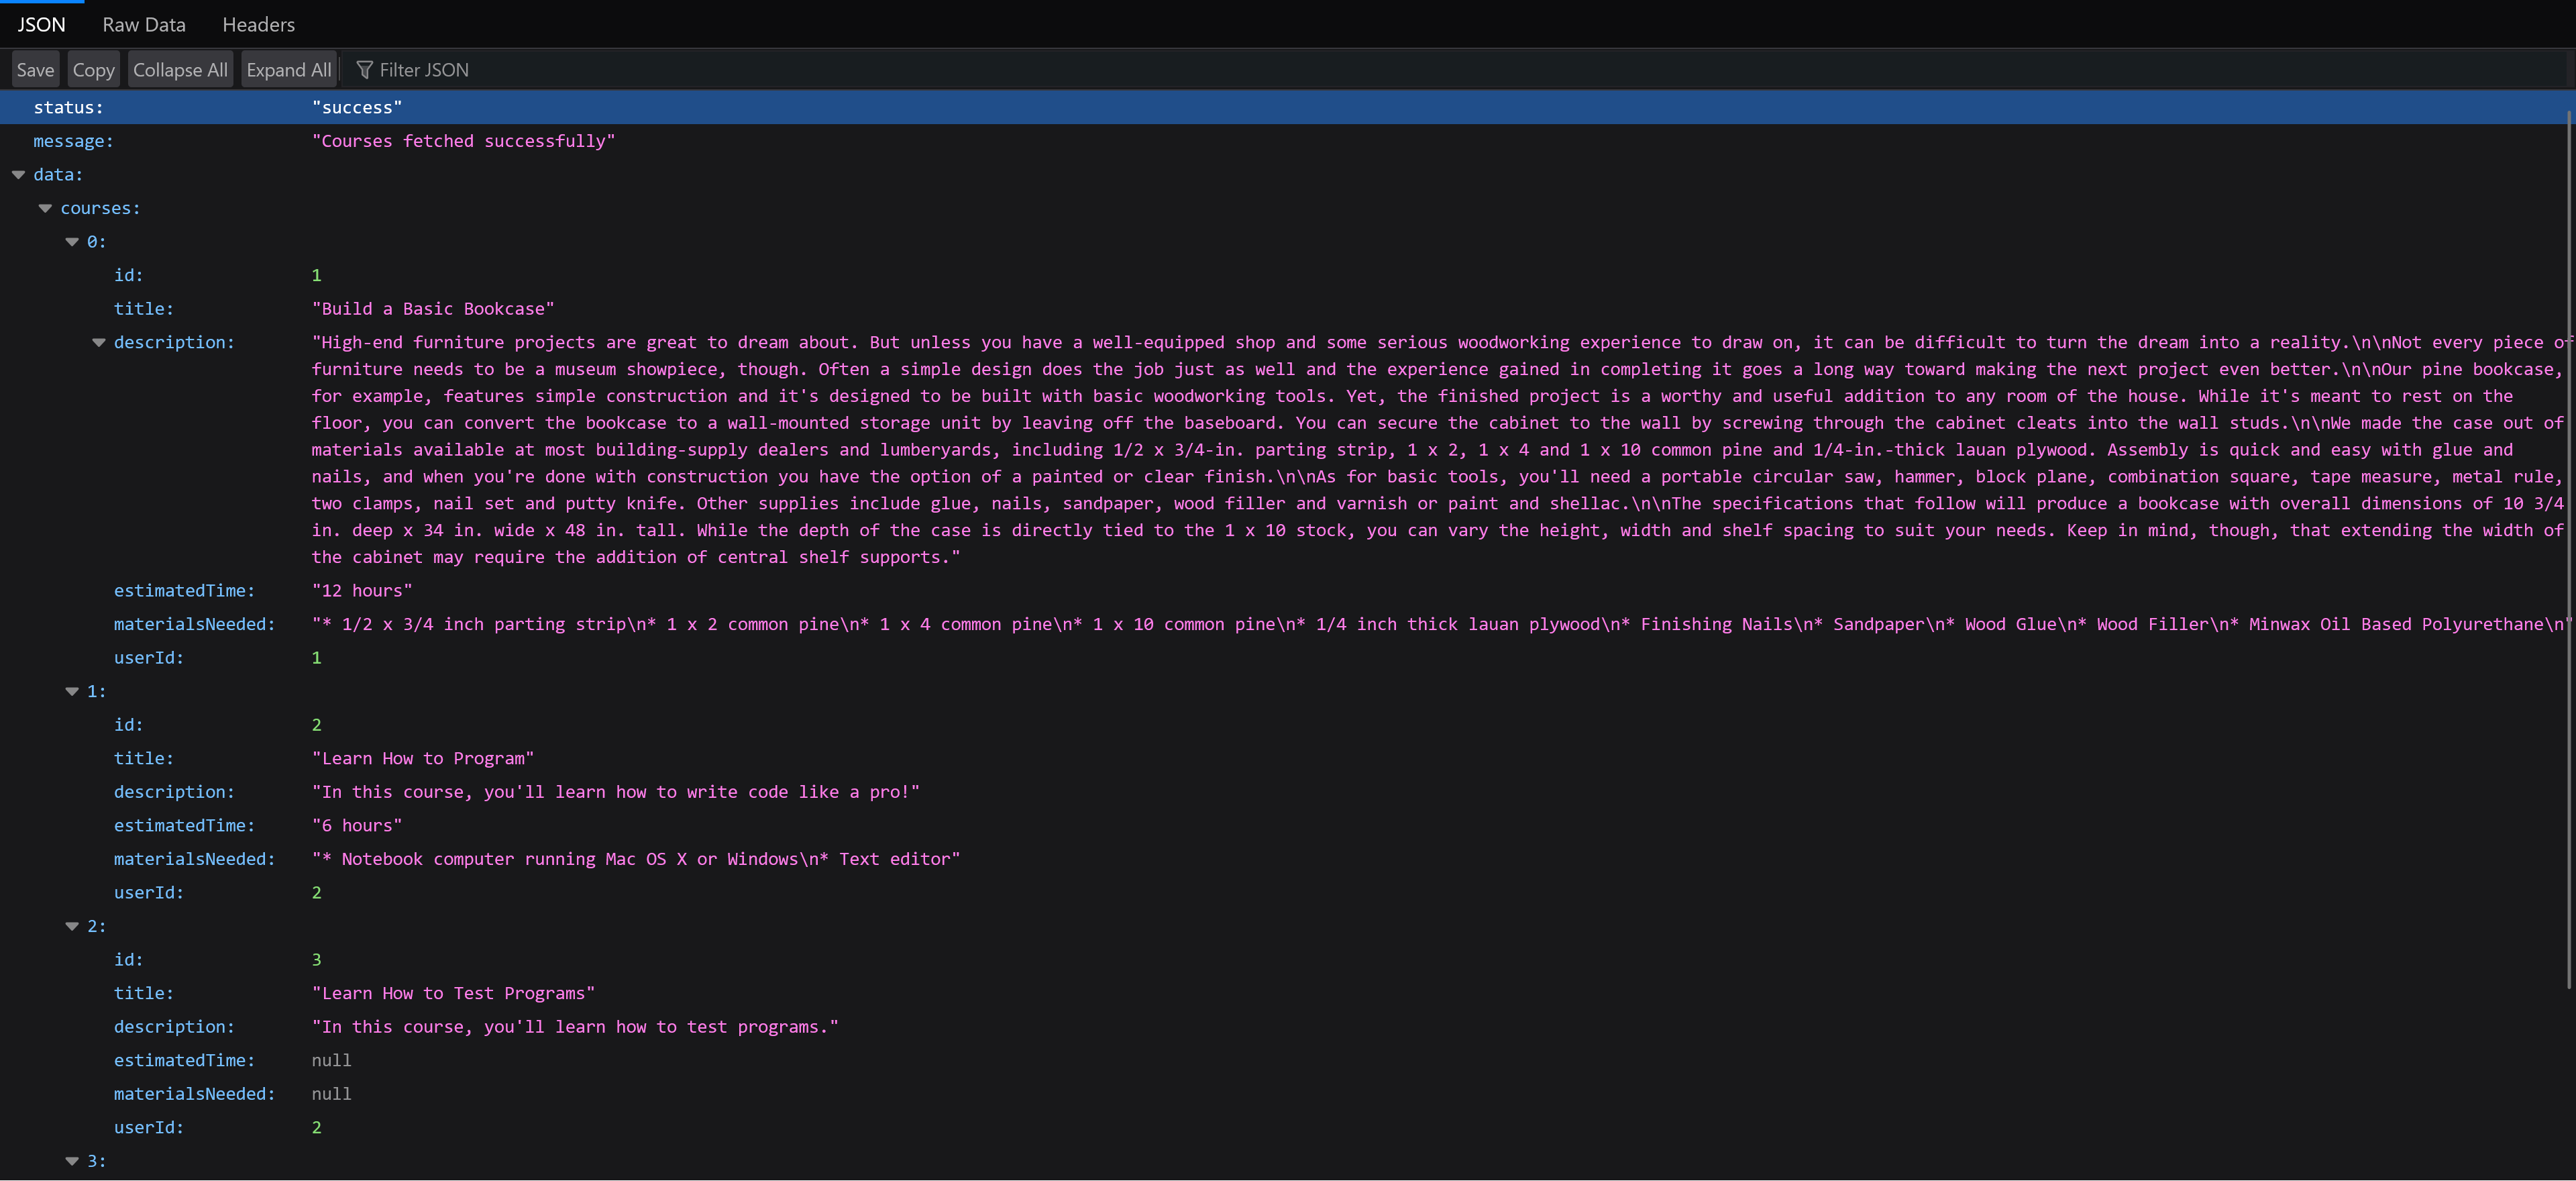 JSON Raw Data Headers
Save Copy Collapse All Expand All Filter JSON
status: "success"
message: "Courses fetched successfully"
data:
courses:
0:
id: 1
title: "Build a Basic Bookcase"
description: "High-end furniture projects are great to dream about. But unless you have a well-equipped shop and some serious woodworking experience to draw on, it can be difficult to turn the dream into a reality.\n\nNot every piece of
furniture needs to be a museum showpiece, though. Often a simple design does the job just as well and the experience gained in completing it goes a long way toward making the next project even better.\n\nOur pine bookcase,
for example, features simple construction and it's designed to be built with basic woodworking tools. Yet, the finished project is a worthy and useful addition to any room of the house. While it's meant to rest on the
floor, you can convert the bookcase to a wall-mounted storage unit by leaving off the baseboard. You can secure the cabinet to the wall by screwing through the cabinet cleats into the wall studs.\n\nWe made the case out of
materials available at most building-supply dealers and lumberyards, including 1/2 x 3/4-in. parting strip, 1 x 2, 1 x 4 and 1 x 10 common pine and 1/4-in.-thick lauan plywood. Assembly is quick and easy with glue and
nails, and when you're done with construction you have the option of a painted or clear finish.\n\nAs for basic tools, you'll need a portable circular saw, hammer, block plane, combination square, tape measure, metal rule,
two clamps, nail set and putty knife. Other supplies include glue, nails, sandpaper, wood filler and varnish or paint and shellac.\n\nThe specifications that follow will produce a bookcase with overall dimensions of 10 3/4
in. deep x 34 in. wide x 48 in. tall. While the depth of the case is directly tied to the 1 x 10 stock, you can vary the height, width and shelf spacing to suit your needs. Keep in mind, though, that extending the width of
the cabinet may require the addition of central shelf supports."
estimatedTime: "12 hours"
materialsNeeded: "* 1/2 x 3/4 inch parting strip\n* 1 x 2 common pine\n* 1 x 4 common pine\n* 1 x 10 common pine\n* 1/4 inch thick lauan plywood\n* Finishing Nails\n* Sandpaper\n* Wood Glue\n* Wood Filler\n* Minwax Oil Based Polyurethane\n"
userId: 1
1:
id: 2
title: "Learn How to Program"
description: "In this course, you'll learn how to write code like a pro!"
estimatedTime: "6 hours"
materialsNeeded: "* Notebook computer running Mac OS X or Windows\n* Text editor"
userId: 2
2:
id: 3
title: "Learn How to Test Programs"
description: "In this course, you'll learn how to test programs."
estimatedTime: null
materialsNeeded: null
userId: 2
3: